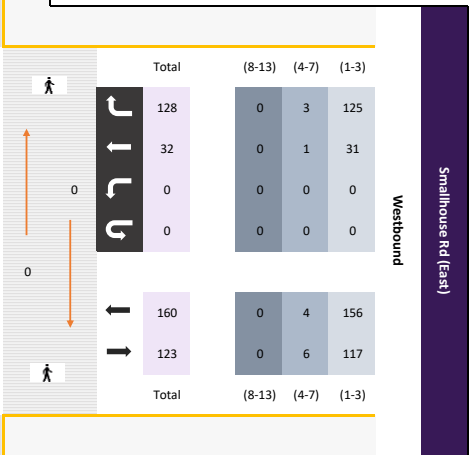 Total (8-13) (4-7) (1-3)
128 0 3 125
32 0 1 31
0 0 0 0
0 0 0 0
0
0
160 0 4 156
123 0 6 117
Total (8-13) (4-7) (1-3)
Westbound
Smallhouse Rd (East)